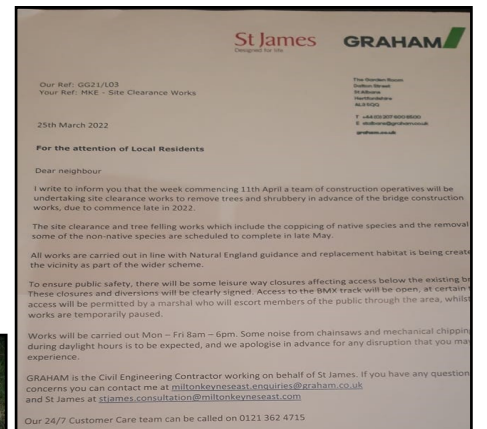 St James
Designed for life
GRAHAM
Our Ref: GG21/L03
Your Ref: MKE - Site Clearance Works
The Garden Room
Dalton Street
St Albans
Hertfordshire
25th March 2022
graham.co.uk
For the attention of Local Residents
Dear neighbour
I write to inform you that the week commencing 11th April a team of construction operatives will be
undertaking site clearance works to remove trees and shrubbery in advance of the bridge construction
works, due to commence late in 2022.
The site clearance and tree felling works which include the coppicing of native species and the removal
some of the non-native species are scheduled to complete in late May.
All works are carried out in line with Natural England guidance and replacement habitat is being create
the vicinity as part of the wider scheme.
To ensure public safety, there will be some leisure way closures affecting access below the existing br
These closures and diversions will be clearly signed. Access to the BMX track will be open, at certain
access will be permitted by a marshal who will escort members of the public through the area, whilst
works are temporarily paused.
Works will be carried out Mon – Fri 8am – 6pm. Some noise from chainsaws and mechanical chippin
during daylight hours is to be expected, and we apologise in advance for any disruption that you may
experience.
GRAHAM is the Civil Engineering Contractor working on behalf of St James. If you have any question
concerns you can contact me at miltonkeyneseast.enquiries@graham.co.uk
and St James at stjames.consultation@miltonkeyneseast.com
Our 24/7 Customer Care team can be called on 0121 362 4715